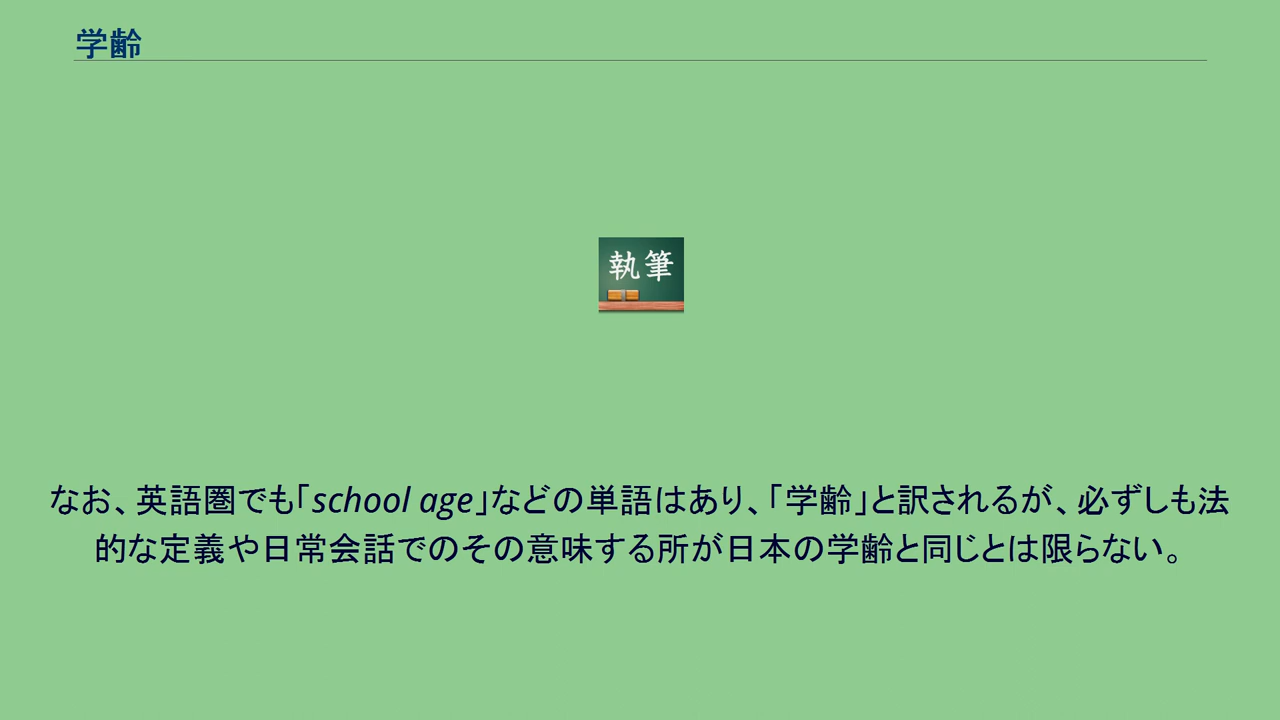 学齢
執筆
なお、英語圏でも「school age」などの単語はあり、「学齢」と訳されるが、必ずしも法
的な定義や日常会話でのその意味する所が日本の学齢と同じとは限らない。